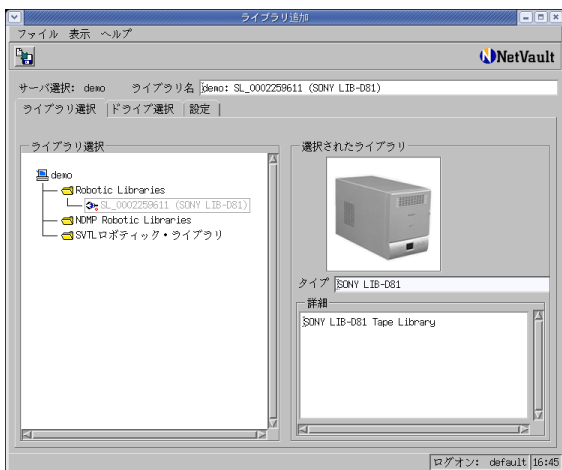 ライブラリ追加
ファイル 表示 ヘルプ
NetVault
サーバ選択: demo ライブラリ名 demo: SL_0002259611 (SONY LIB-D81)
ライブラリ選択 ドライブ選択 設定
ライブラリ選択
demo
Robotic Libraries
SL_0002259611 (SONY LIB-D81)
NDMP Robotic Libraries
SVTLロボティック・ライブラリ
選択されたライブラリ
タイプ SONY LIB-D81
詳細
SONY LIB-D81 Tape Library
ログオン: default 16:45